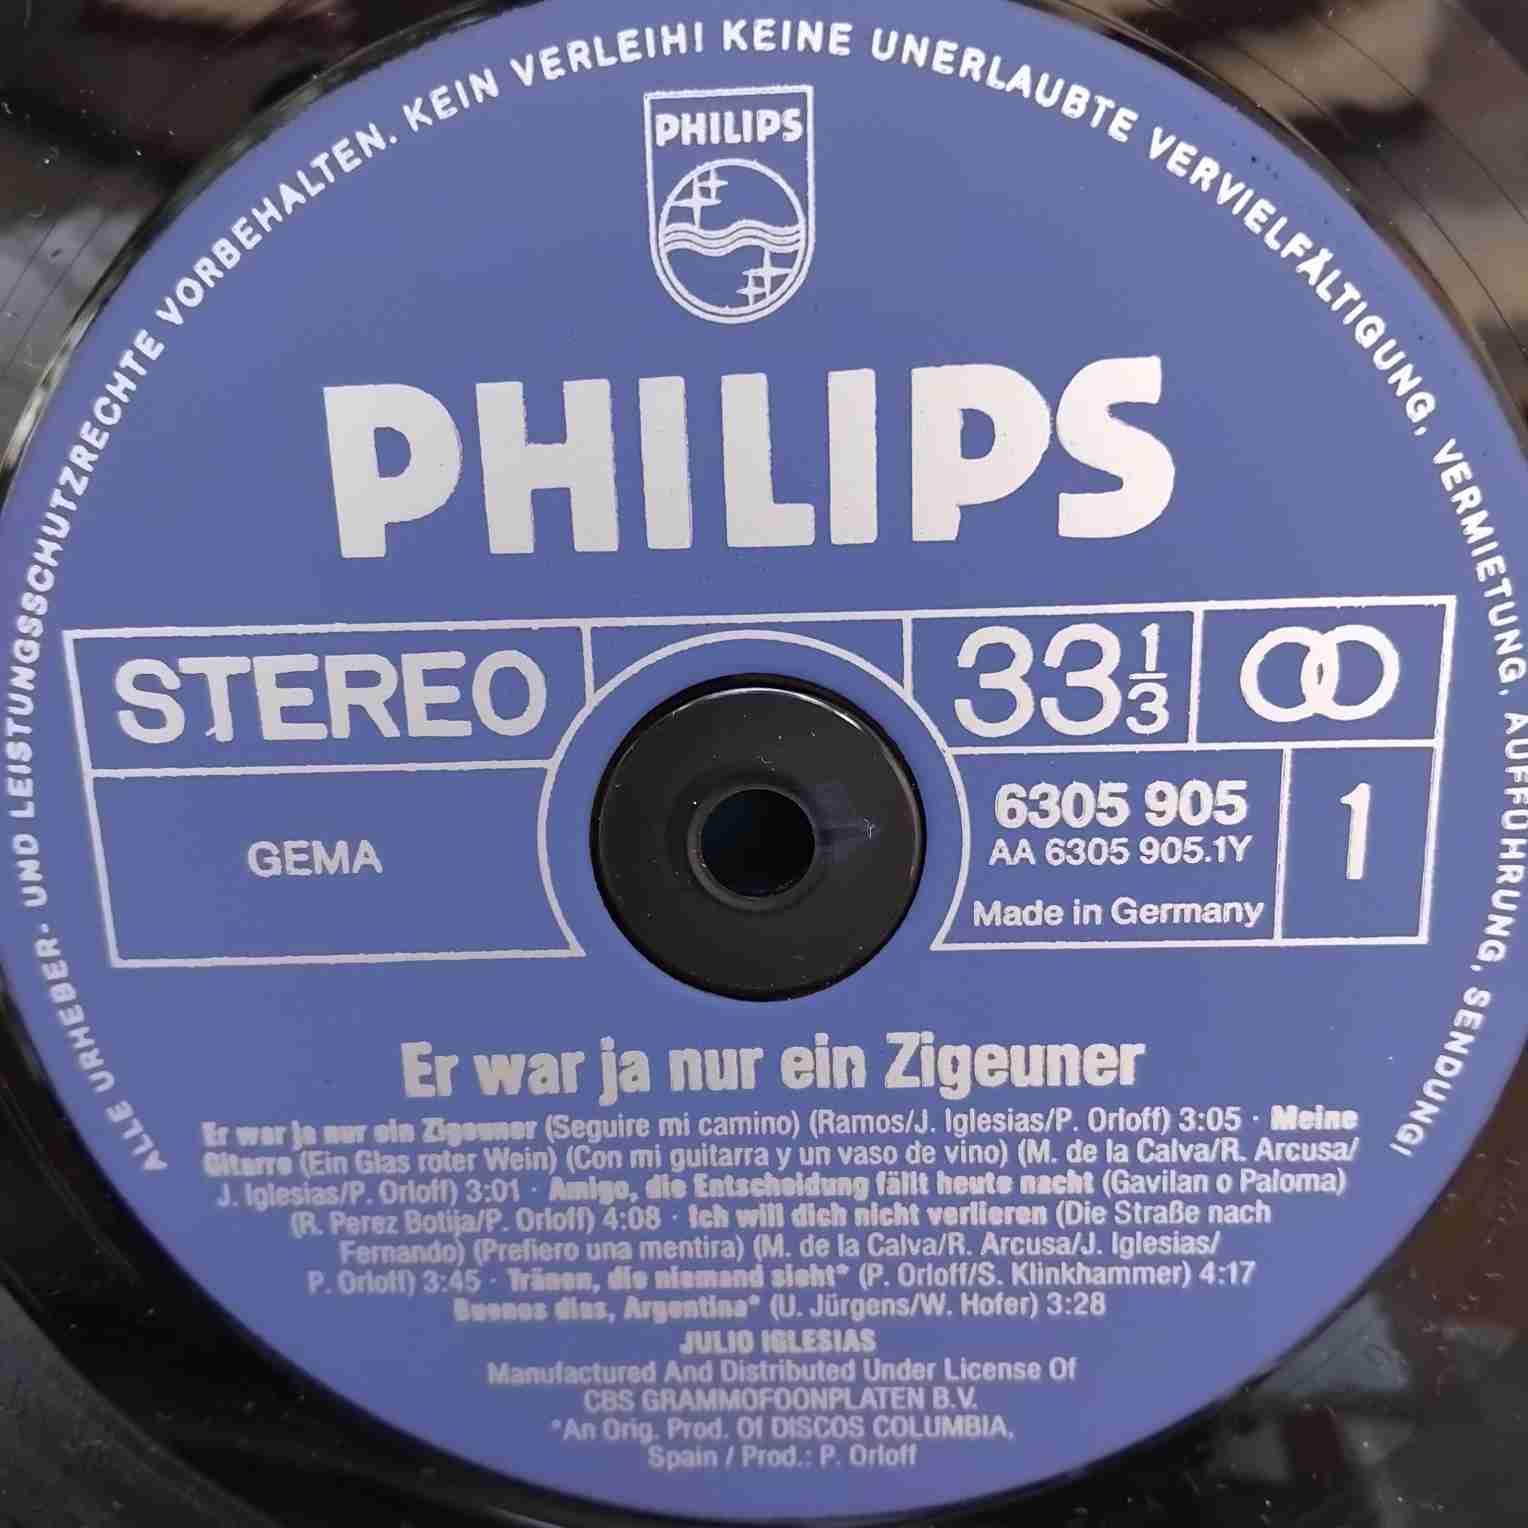 ALLE URHEBER- UND LEISTUNGSSCHUTZRECHTE VORBEHALTEN. KEIN VERLEIH! KEINE UNERLAUBTE VERVIELFÄLTIGUNG, VERMIETUNG, AUFFÜHRUNG, SENDUNG!
PHILIPS
PHILIPS
STEREO
33 1/3
GEMA
6305 905
AA 6305 905.1Y
Made in Germany
1
Er war ja nur ein Zigeuner
Er war ja nur ein Zigeuner (Seguire mi camino) (Ramos/J. Iglesias/P. Orloff) 3:05 · Meine
Gitarre (Ein Glas roter Wein) (Con mi guitarra y un vaso de vino) (M. de la Calva/R. Arcusa/
J. Iglesias/P. Orloff) 3:01 · Amigo, die Entscheidung fällt heute nacht (Gavilan o Paloma)
(R. Perez Botija/P. Orloff) 4:08 · Ich will dich nicht verlieren (Die Straße nach
Fernando) (Prefiero una mentira) (M. de la Calva/R. Arcusa/J. Iglesias/
P. Orloff) 3:45 · Tränen, die niemand sieht* (P. Orloff/S. Klinkhammer) 4:17
Buenos dias, Argentina* (U. Jürgens/W. Hofer) 3:28
JULIO IGLESIAS
Manufactured And Distributed Under License Of
CBS GRAMMOFOONPLATEN B.V.
*An Orig. Prod. Of DISCOS COLUMBIA,
Spain / Prod.: P. Orloff